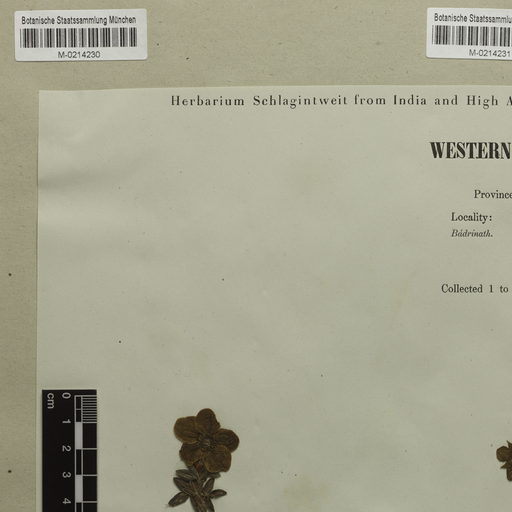 Botanische Staatssammlung München
M-0214230
Botanische Staatssammlung
M-0214231
Herbarium Schlagintweit from India and High
WESTERN
Province
Locality:
Bádrinath.
Collected 1 to
cm
0
1
2
3
4